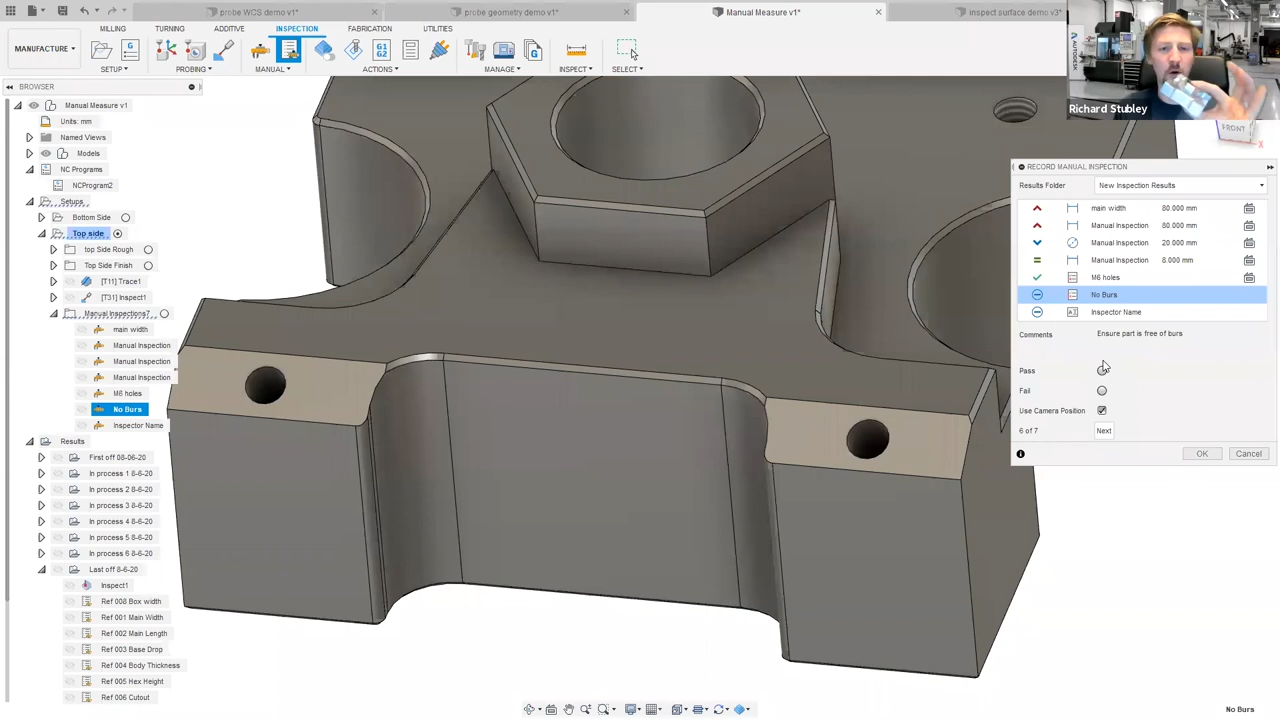 probe WCS demo v1*
probe geometry demo v1*
Manual Measure v1*
inspect surface demo v3*
MILLING TURNING ADDITIVE INSPECTION FABRICATION UTILITIES
MANUFACTURE
G1
G2
SETUP PROBING MANUAL ACTIONS MANAGE INSPECT SELECT
AUTODESK
Richard Stubley
FRONT
X
BROWSER
Manual Measure v1
Units: mm
Named Views
Models
NC Programs
NCProgram2
Setups
Bottom Side
Top side
top Side Rough
Top Side Finish
[T11] Trace1
[T31] Inspect1
Manual Inspections7
main width
Manual Inspection
Manual Inspection
Manual Inspection
M6 holes
No Burs
Inspector Name
Results
First off 08-06-20
In process 1 8-6-20
In process 2 8-6-20
In process 3 8-6-20
In process 4 8-6-20
In process 5 8-6-20
In process 6 8-6-20
Last off 8-6-20
Inspect1
Ref 008 Box width
Ref 001 Main Width
Ref 002 Main Length
Ref 003 Base Drop
Ref 004 Body Thickness
Ref 005 Hex Height
Ref 006 Cutout
RECORD MANUAL INSPECTION
Results Folder New Inspection Results
main width 80.000 mm
Manual Inspection 80.000 mm
Manual Inspection 20.000 mm
Manual Inspection 8.000 mm
M6 holes
No Burs
Inspector Name
Comments Ensure part is free of burs
Pass
Fail
Use Camera Position
6 of 7 Next
OK Cancel
No Burs